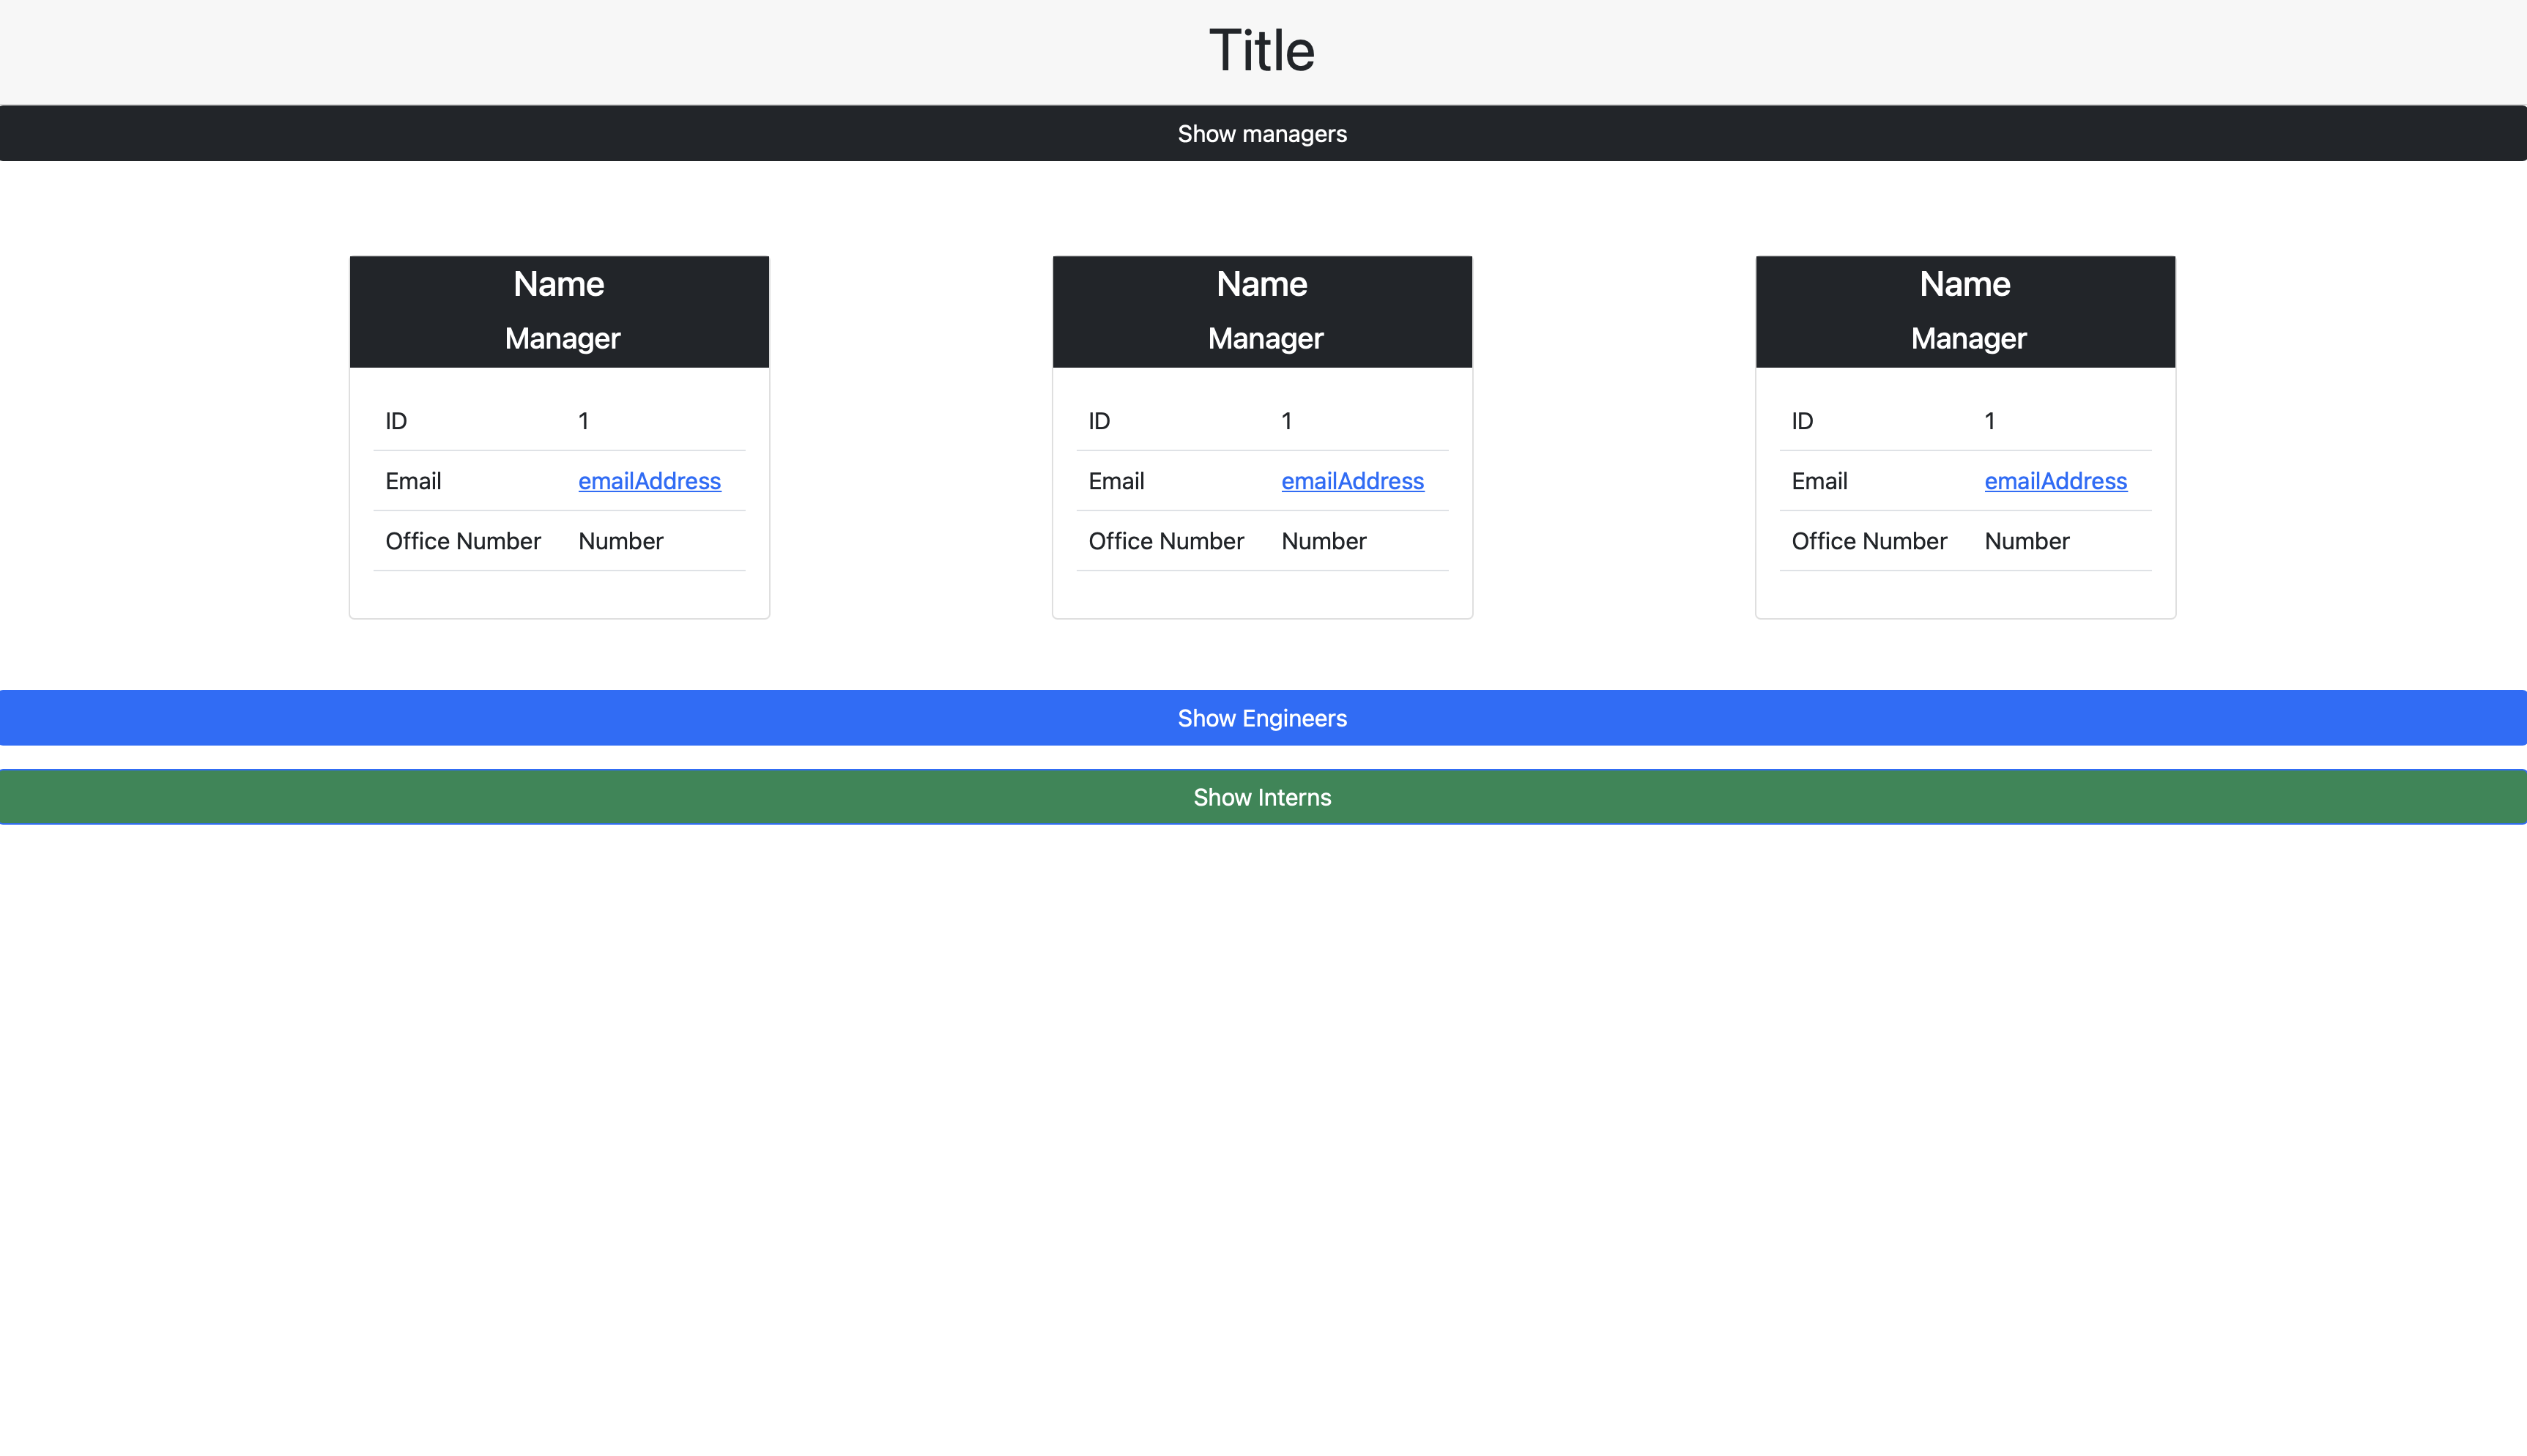 Title
Show managers
Name
Manager
ID 1
Email emailAddress
Office Number Number
Name
Manager
ID 1
Email emailAddress
Office Number Number
Name
Manager
ID 1
Email emailAddress
Office Number Number
Show Engineers
Show Interns